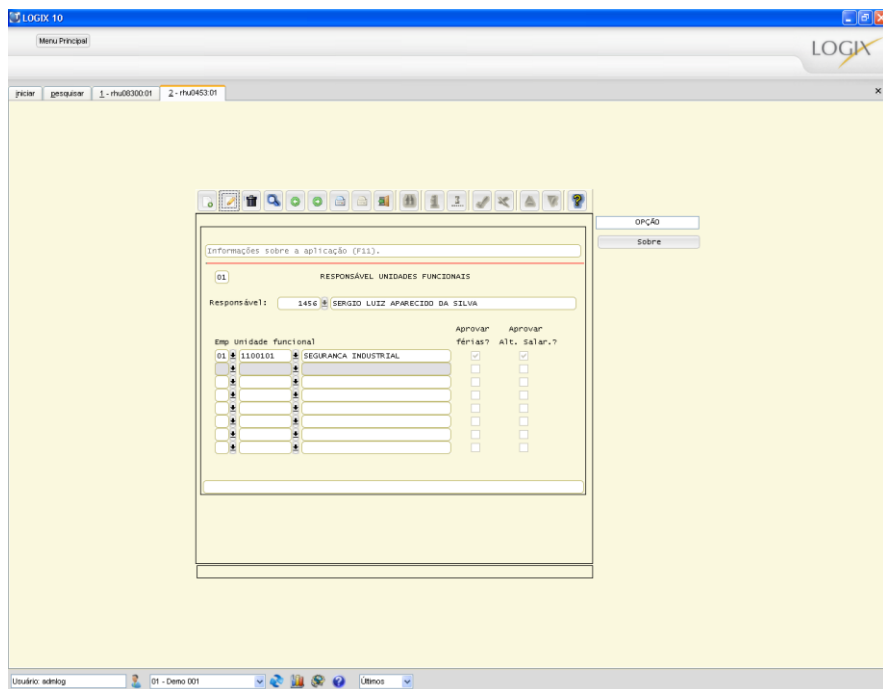 LOGIX 10
Menu Principal
LOGIX
iniciar pesquisar 1 - rhu08300:01 2 - rhu0453:01
OPÇÃO
Sobre
Informações sobre a aplicação (F11).
01 RESPONSÁVEL UNIDADES FUNCIONAIS
Responsável: 1456 SERGIO LUIZ APARECIDO DA SILVA
Aprovar Aprovar
Emp Unidade funcional férias? Alt. Salar.?
01 1100101 SEGURANCA INDUSTRIAL
Usuário: admlog 01 - Demo 001 Últimos